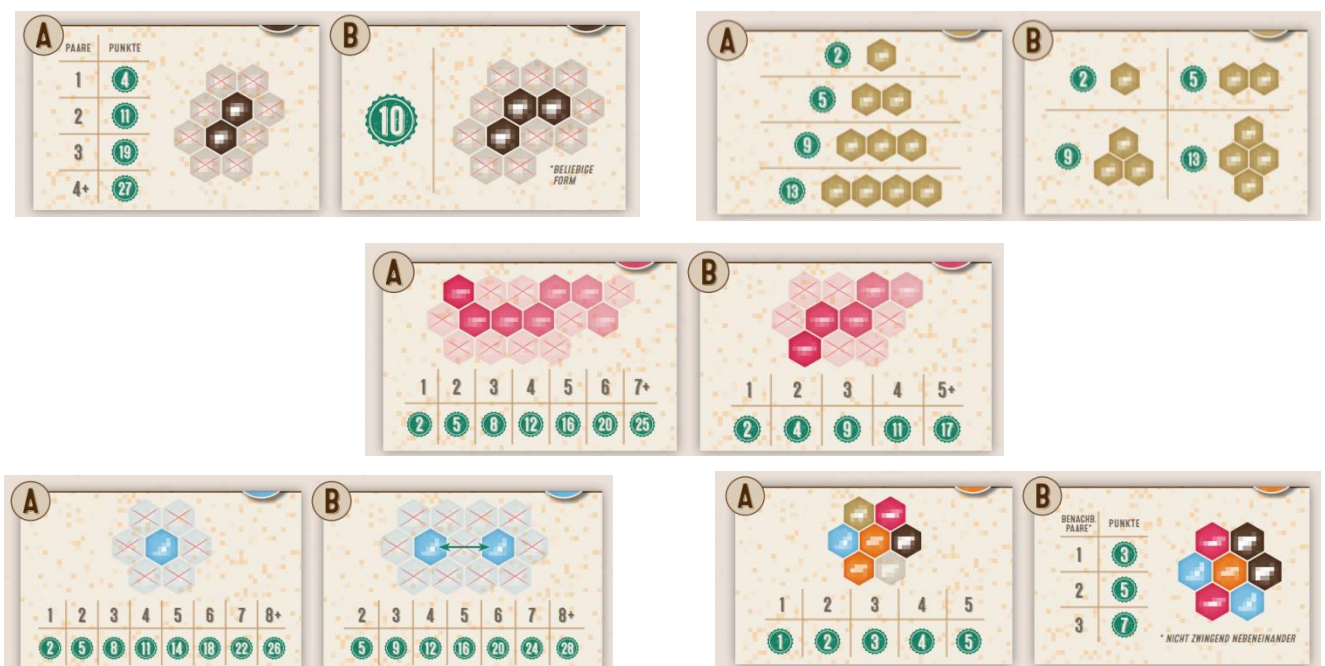 A
PAARE PUNKTE
1 4
2 11
3 19
4+ 27
B
10
*BELIEBIGE
FORM
A
2
5
9
13
B
2 5
9 13
A
1 2 3 4 5 6 7+
2 5 8 12 16 20 25
B
1 2 3 4 5+
2 4 9 11 17
A
1 2 3 4 5 6 7 8+
2 5 8 11 14 18 22 26
B
2 3 4 5 6 7 8+
5 9 12 16 20 24 28
A
1 2 3 4 5
1 2 3 4 5
B
BENACHB.
PAARE* PUNKTE
1 3
2 5
3 7
* NICHT ZWINGEND NEBENEINANDER